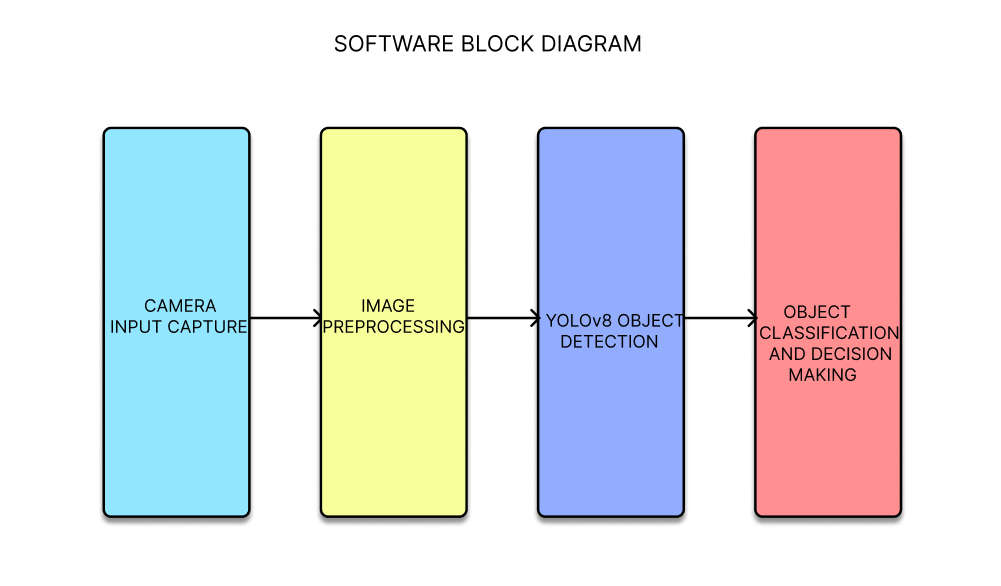 SOFTWARE BLOCK DIAGRAM
CAMERA
INPUT CAPTURE
IMAGE
PREPROCESSING
YOLOv8 OBJECT
DETECTION
OBJECT
CLASSIFICATION
AND DECISION
MAKING